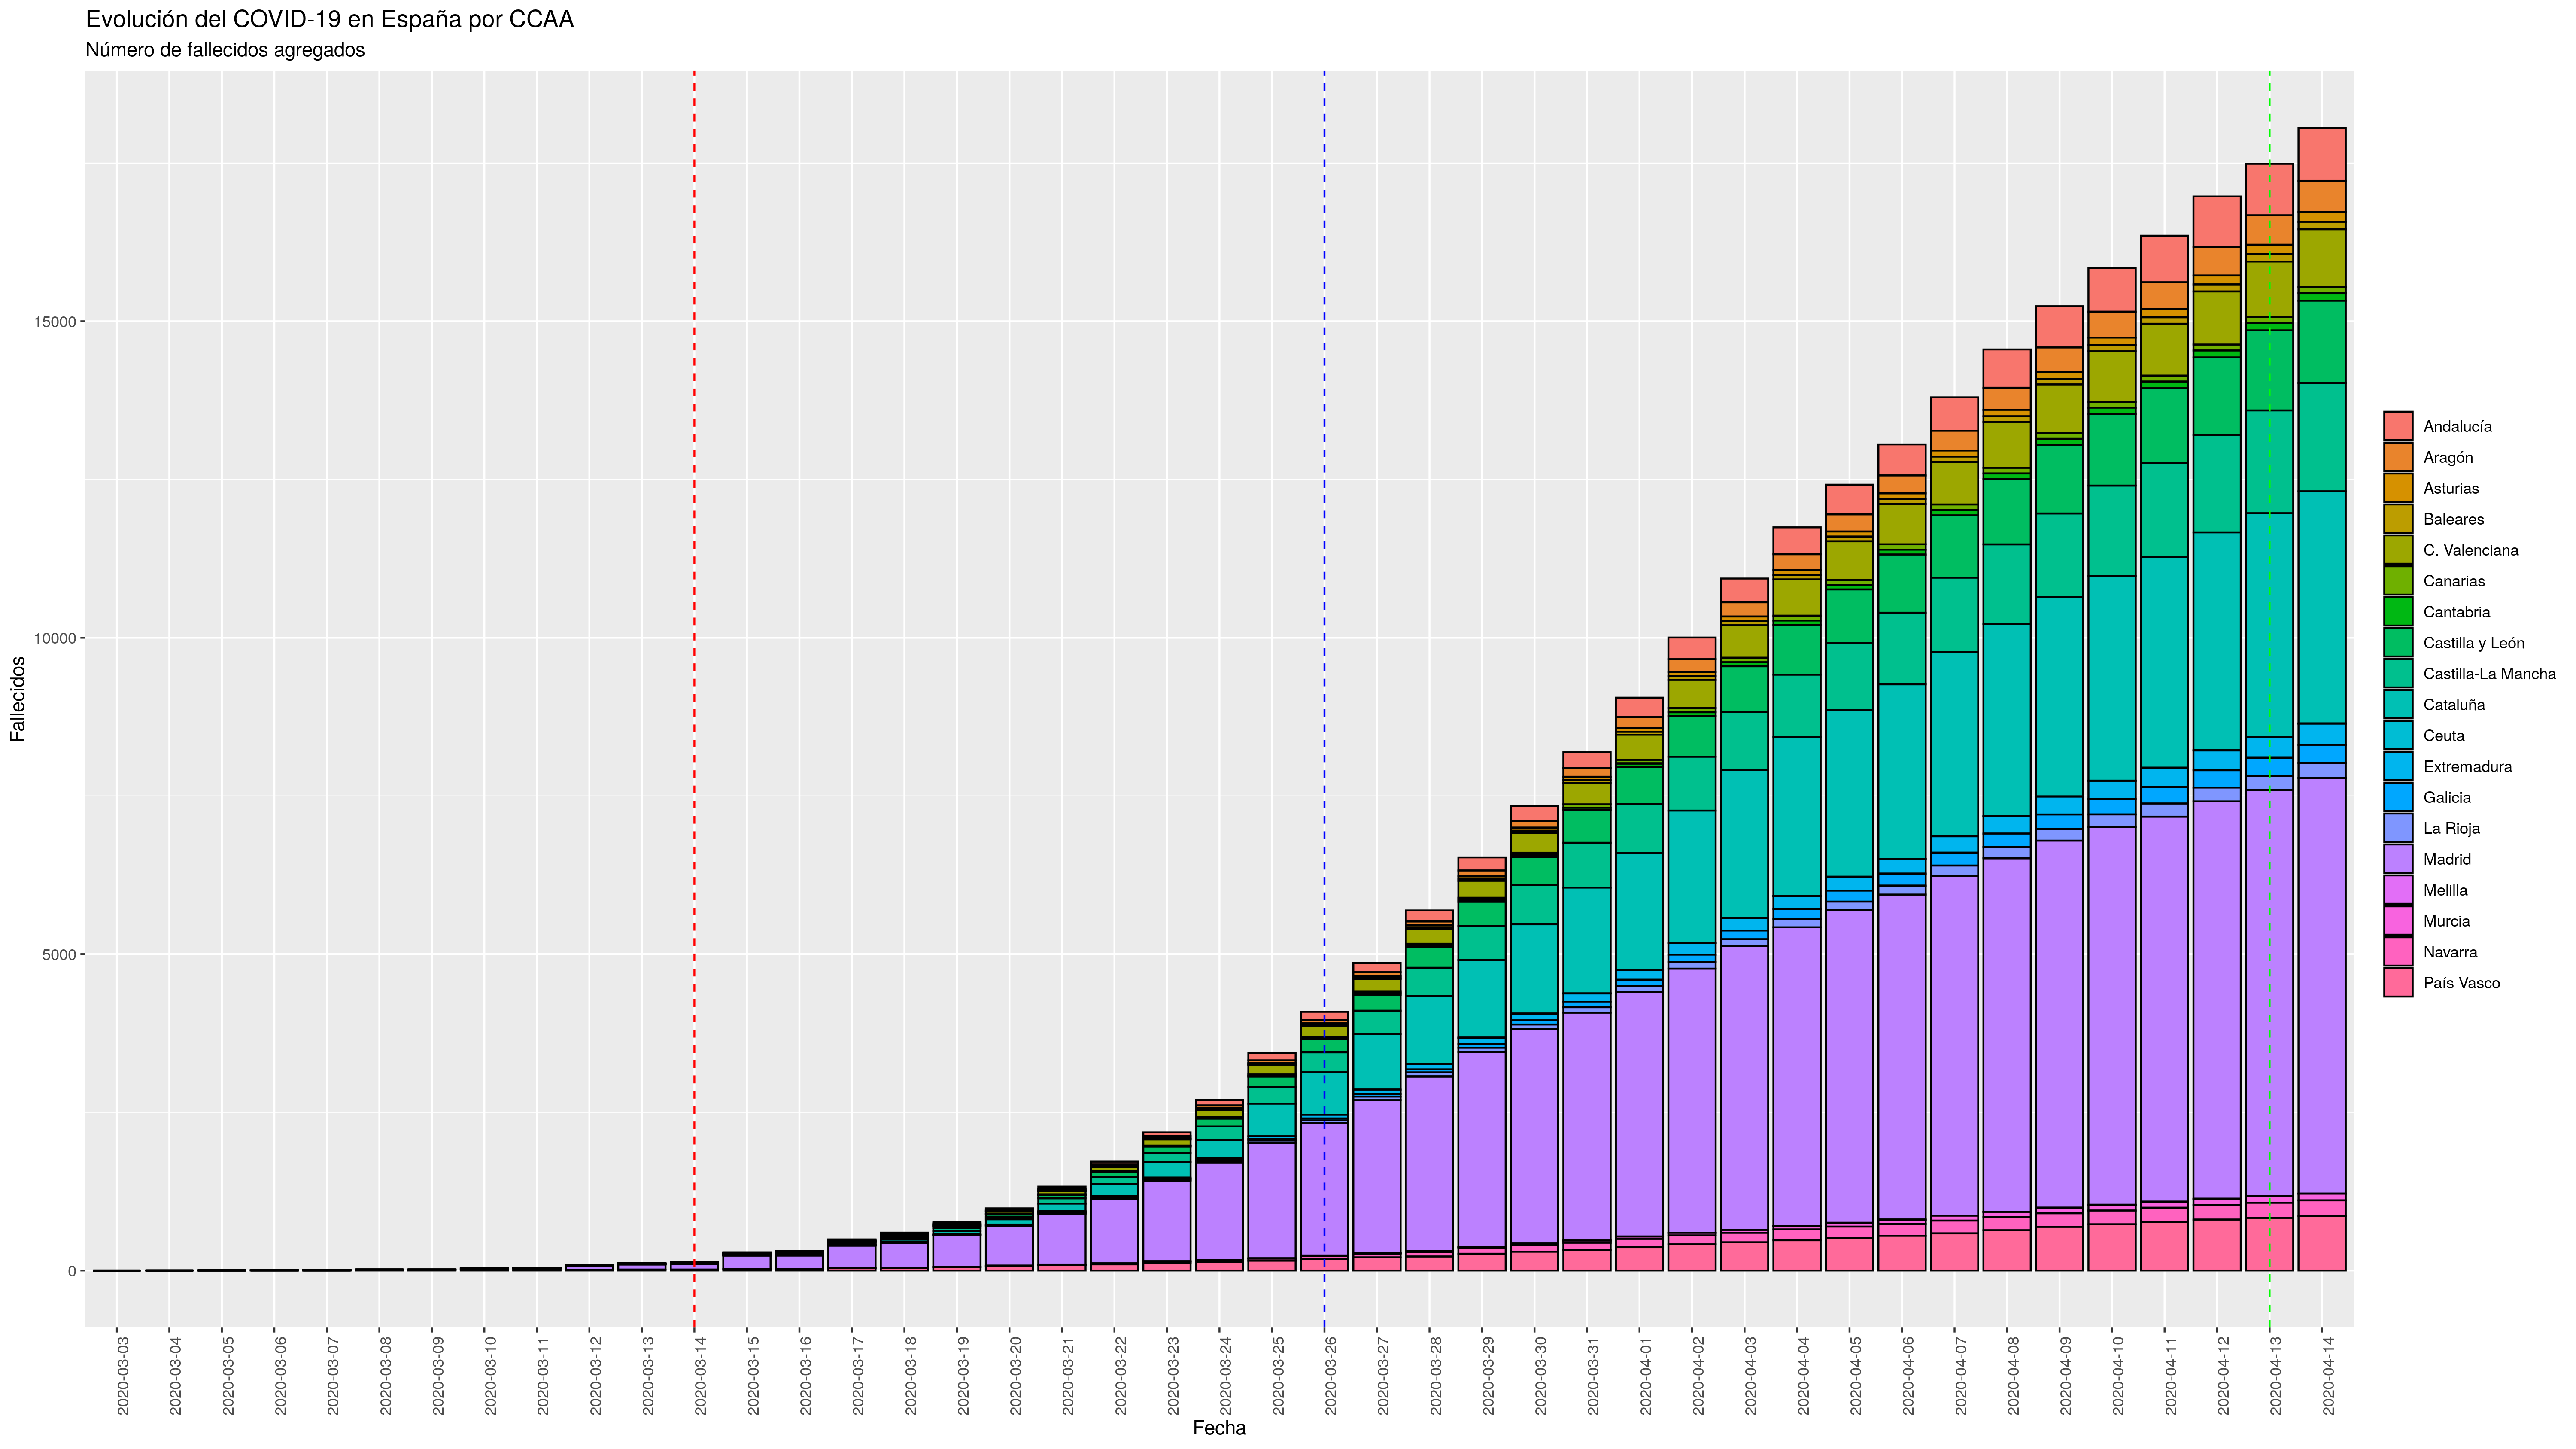 Evolución del COVID-19 en España por CCAA
Número de fallecidos agregados
Fallecidos
15000
10000
5000
0
2020-03-03
2020-03-04
2020-03-05
2020-03-06
2020-03-07
2020-03-08
2020-03-09
2020-03-10
2020-03-11
2020-03-12
2020-03-13
2020-03-14
2020-03-15
2020-03-16
2020-03-17
2020-03-18
2020-03-19
2020-03-20
2020-03-21
2020-03-22
2020-03-23
2020-03-24
2020-03-25
2020-03-26
2020-03-27
2020-03-28
2020-03-29
2020-03-30
2020-03-31
2020-04-01
2020-04-02
2020-04-03
2020-04-04
2020-04-05
2020-04-06
2020-04-07
2020-04-08
2020-04-09
2020-04-10
2020-04-11
2020-04-12
2020-04-13
2020-04-14
Fecha
Andalucía
Aragón
Asturias
Baleares
C. Valenciana
Canarias
Cantabria
Castilla y León
Castilla-La Mancha
Cataluña
Ceuta
Extremadura
Galicia
La Rioja
Madrid
Melilla
Murcia
Navarra
País Vasco